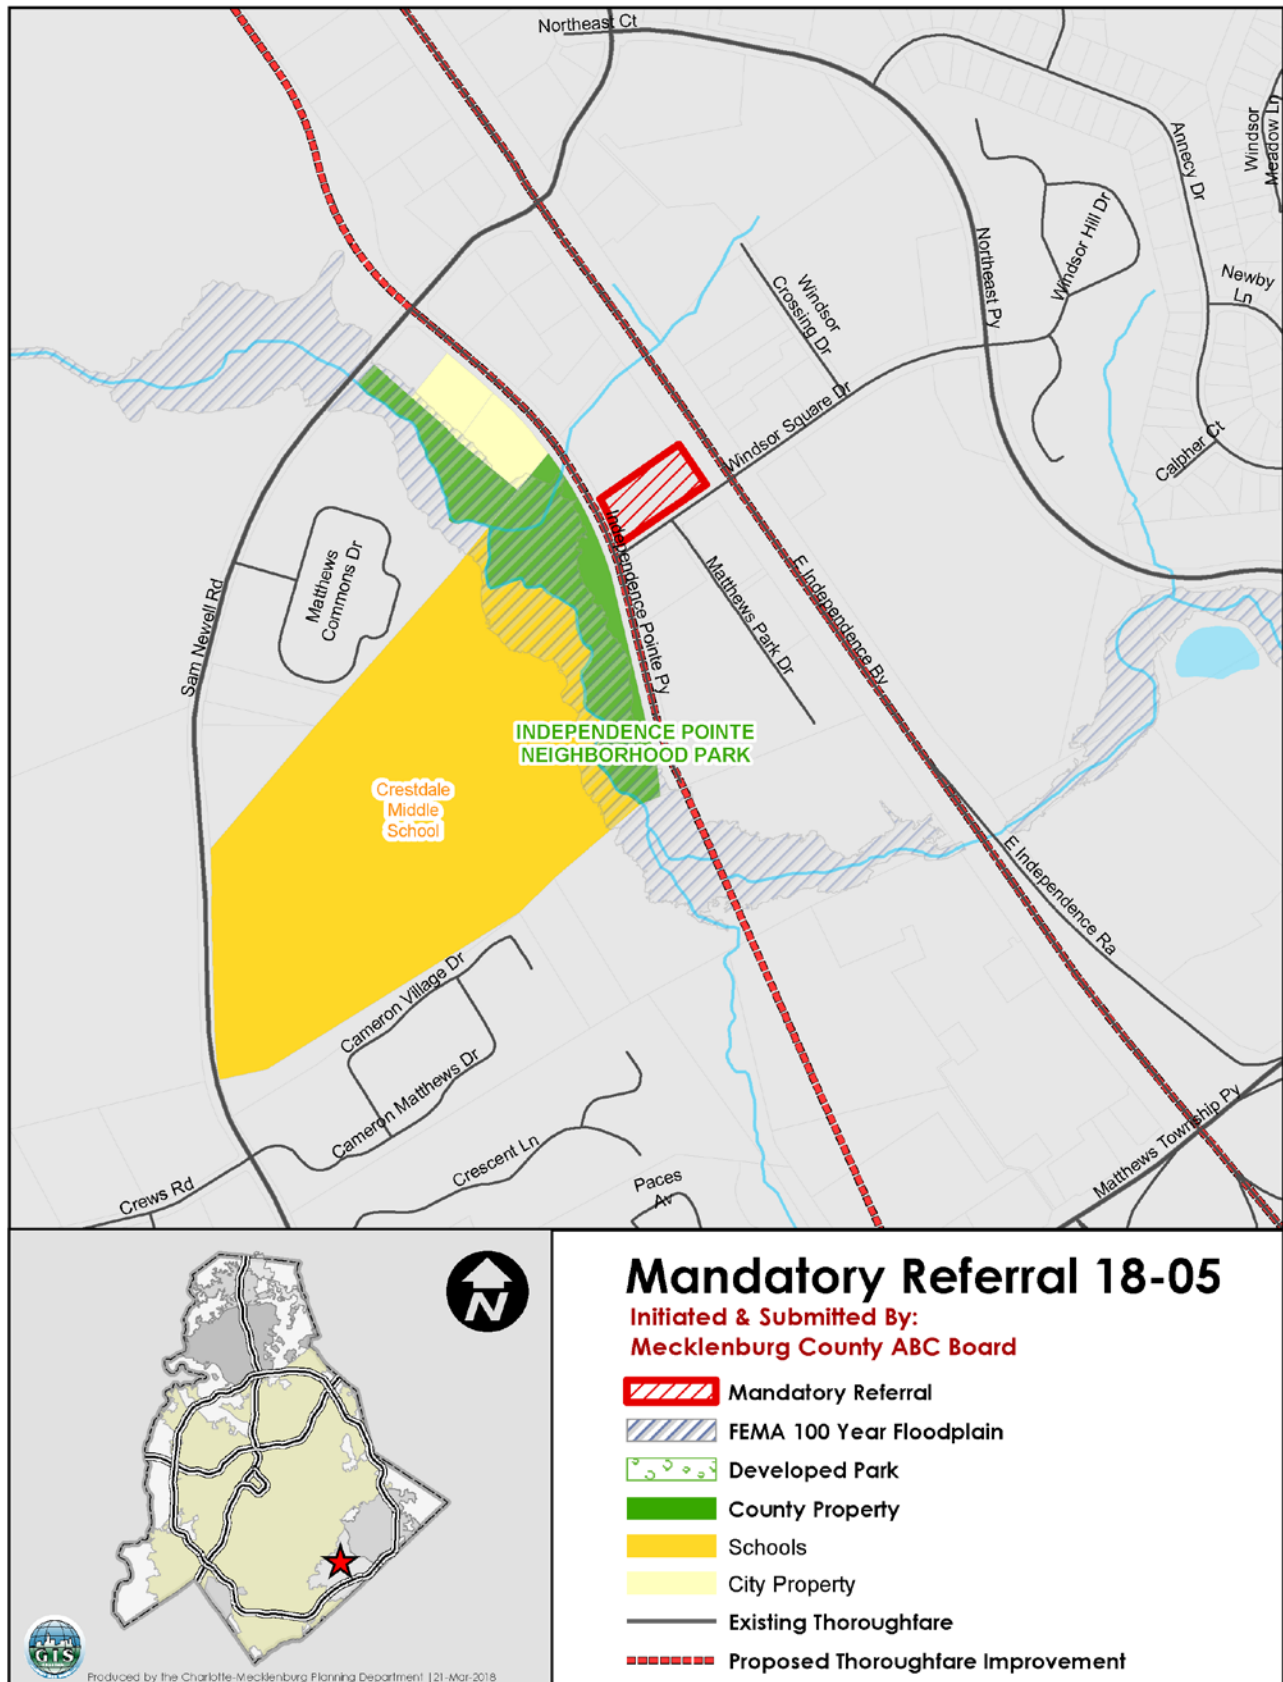 Northeast Ct
Annecy Dr
Windsor
Meadow Ln
Windsor Hill Dr
Northeast Py
Newby
Ln
Windsor
Crossing Dr
Windsor Square Dr
Calpher Ct
Independence Pointe Py
Matthews Park Dr
E Independence Bv
Matthews
Commons Dr
Sam Newell Rd
INDEPENDENCE POINTE
NEIGHBORHOOD PARK
Crestdale
Middle
School
E Independence Ra
Cameron Village Dr
Cameron Matthews Dr
Crescent Ln
Crews Rd
Paces
Av
Matthews Township Py
N
GIS
Produced by the Charlotte-Mecklenburg Planning Department |21-Mar-2018
Mandatory Referral 18-05
Initiated & Submitted By:
Mecklenburg County ABC Board
Mandatory Referral
FEMA 100 Year Floodplain
Developed Park
County Property
Schools
City Property
Existing Thoroughfare
Proposed Thoroughfare Improvement